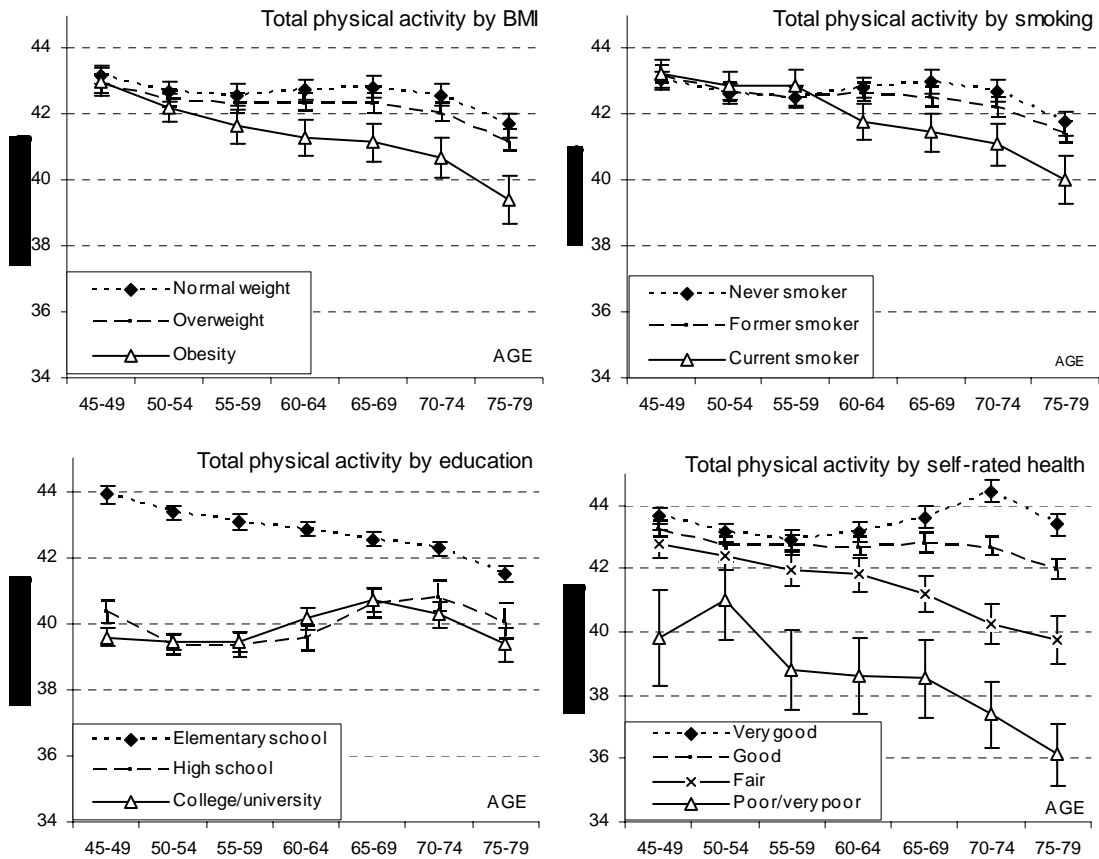 Total physical activity by BMI
44
42
40
38
36
34
Normal weight
Overweight
Obesity
AGE
45-49 50-54 55-59 60-64 65-69 70-74 75-79
Total physical activity by smoking
44
42
40
38
36
34
Never smoker
Former smoker
Current smoker
AGE
45-49 50-54 55-59 60-64 65-69 70-74 75-79
Total physical activity by education
44
42
40
38
36
34
Elementary school
High school
College/university
AGE
45-49 50-54 55-59 60-64 65-69 70-74 75-79
Total physical activity by self-rated health
44
42
40
38
36
34
Very good
Good
Fair
Poor/very poor
AGE
45-49 50-54 55-59 60-64 65-69 70-74 75-79